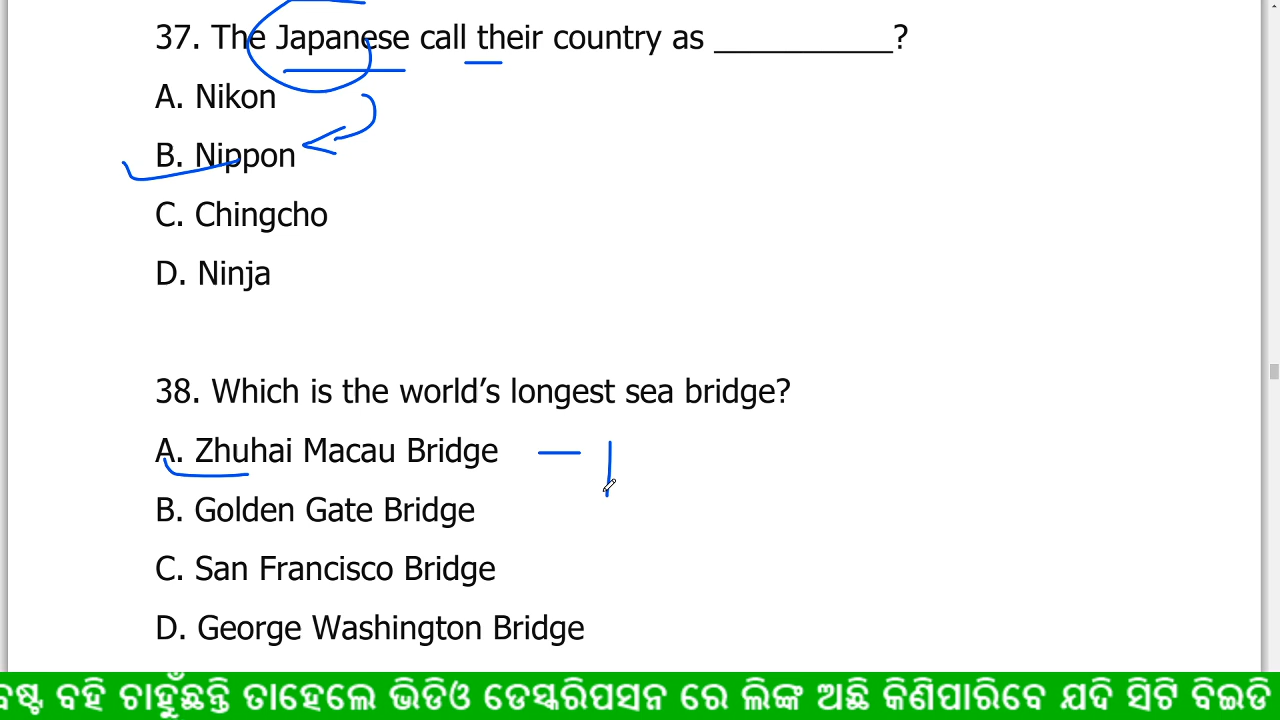 37. The Japanese call their country as ____________?
A. Nikon
B. Nippon
C. Chingcho
D. Ninja
38. Which is the world’s longest sea bridge?
A. Zhuhai Macau Bridge
B. Golden Gate Bridge
C. San Francisco Bridge
D. George Washington Bridge
ବଷ୍ଟ ବହି ଚାହୁଁଛନ୍ତି ତାହେଲେ ଭିଡିଓ ଡେସ୍କରିପସନ ରେ ଲିଙ୍କ ଅଛି କିଣିପାରିବେ ଯଦି ସିଟି ବିଇଡି